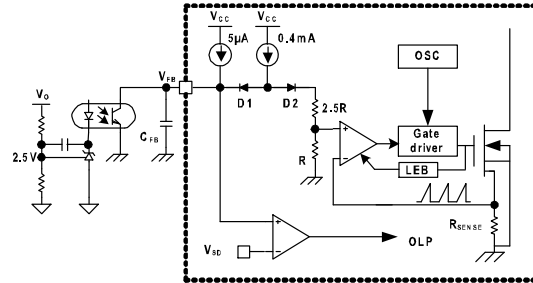 VCC VCC
5μA 0.4mA
OSC
VFB
D1 D2
VO
2.5R
CFB
Gate
driver
2.5V
R
LEB
RSENSE
VSD
OLP
+
−
+
−